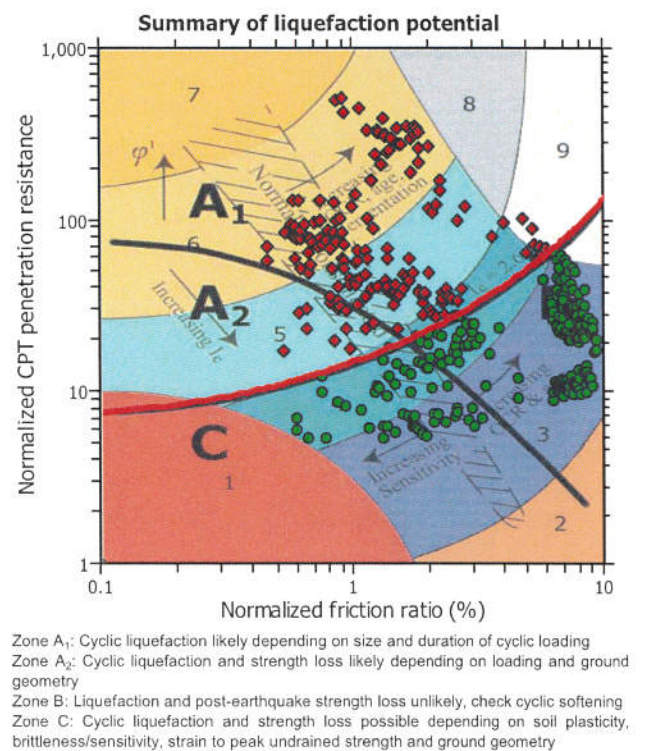 Summary of liquefaction potential
1,000
7
8
9
φ'
A1
100
6
A2
Increasing Ic
5
10
C
1
Increasing
Sensitivity
3
2
1
0.1
1
10
Normalized CPT penetration resistance
Normalized friction ratio (%)
Zone A1: Cyclic liquefaction likely depending on size and duration of cyclic loading
Zone A2: Cyclic liquefaction and strength loss likely depending on loading and ground
geometry
Zone B: Liquefaction and post-earthquake strength loss unlikely, check cyclic softening
Zone C: Cyclic liquefaction and strength loss possible depending on soil plasticity,
brittleness/sensitivity, strain to peak undrained strength and ground geometry